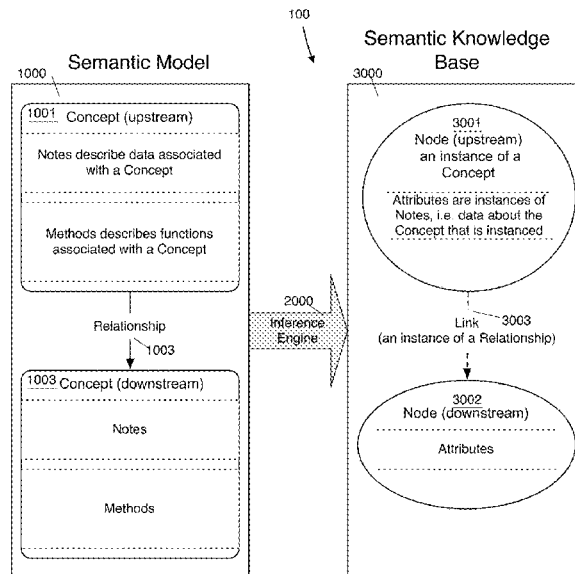 100
Semantic Model
Semantic Knowledge
Base
1000
3000
1001 Concept (upstream)
Notes describe data associated
with a Concept
Methods describes functions
associated with a Concept
Relationship
1003
1003 Concept (downstream)
Notes
Methods
2000
Inference
Engine
3001
Node (upstream)
an instance of a
Concept
Attributes are instances of
Notes, i.e. data about the
Concept that is instanced
3003
Link
(an instance of a Relationship)
3002
Node (downstream)
Attributes